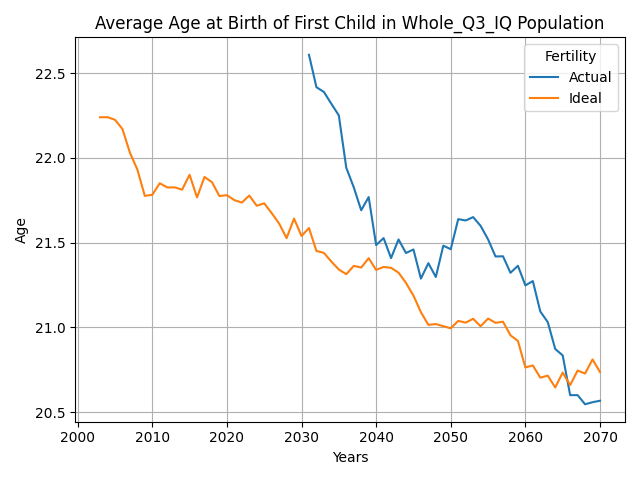 Average Age at Birth of First Child in Whole_Q3_IQ Population
Fertility
Actual
Ideal
22.5
22.0
21.5
21.0
20.5
Age
2000 2010 2020 2030 2040 2050 2060 2070
Years